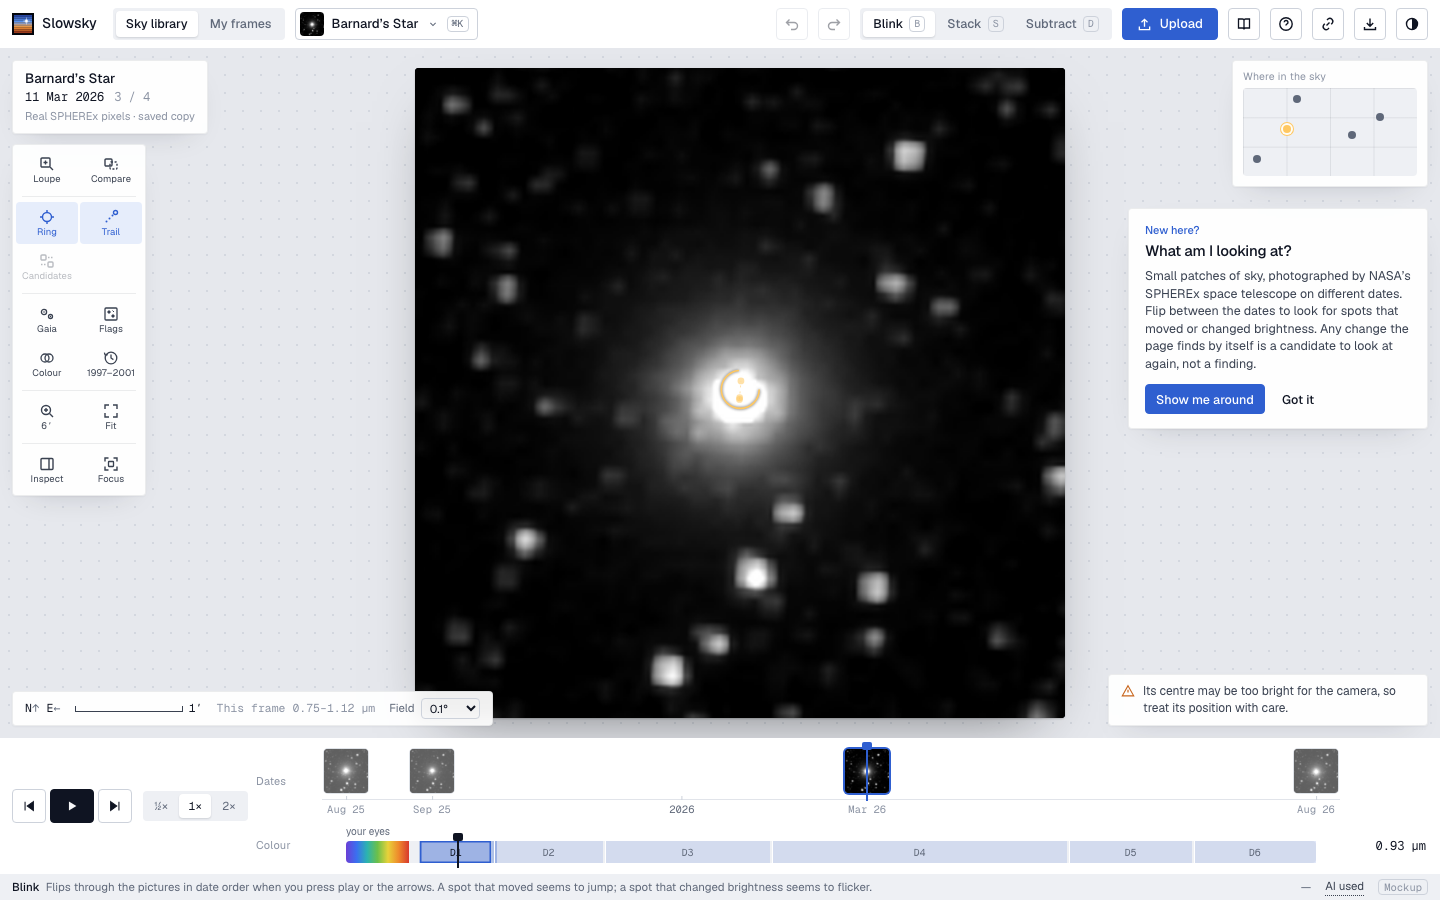 Slowsky
Sky library
My frames
Barnard's Star
⌘K
Blink B
Stack S
Subtract D
Upload
Barnard's Star
11 Mar 2026 3 / 4
Real SPHEREx pixels · saved copy
Loupe
Compare
Ring
Trail
Candidates
Gaia
Flags
Colour
1997–2001
6′
Fit
Inspect
Focus
Where in the sky
New here?
What am I looking at?
Small patches of sky, photographed by NASA's
SPHEREx space telescope on different dates.
Flip between the dates to look for spots that
moved or changed brightness. Any change the
page finds by itself is a candidate to look at
again, not a finding.
Show me around
Got it
Its centre may be too bright for the camera, so
treat its position with care.
N↑ E← 1′ This frame 0.75–1.12 µm Field 0.1°
Dates
Aug 25
Sep 25
2026
Mar 26
Aug 26
½× 1× 2×
your eyes
Colour
D1
D2
D3
D4
D5
D6
0.93 µm
Blink Flips through the pictures in date order when you press play or the arrows. A spot that moved seems to jump; a spot that changed brightness seems to flicker.
— AI used Mockup